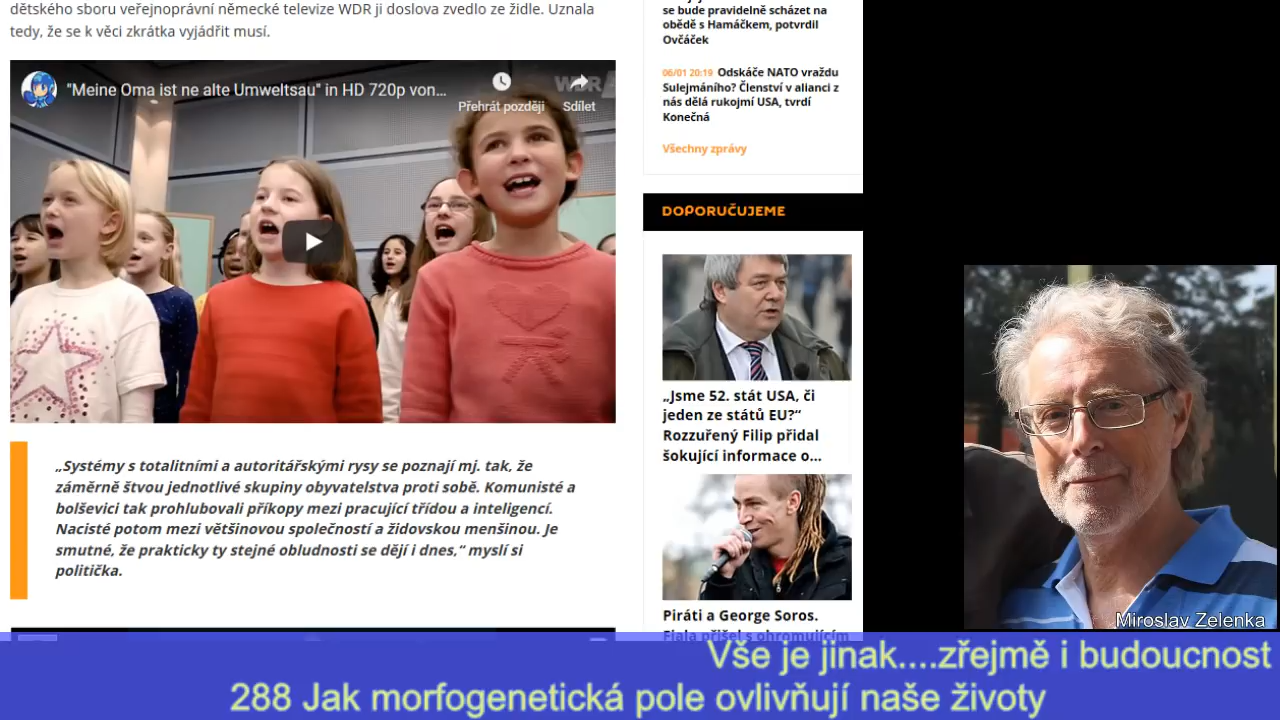 dětského sboru veřejnoprávní německé televize WDR ji doslova zvedlo ze židle. Uznala
tedy, že se k věci zkrátka vyjádřit musí.
"Meine Oma ist ne alte Umweltsau" in HD 720p von...
Přehrát později
Sdílet
WDR
„Systémy s totalitními a autoritářskými rysy se poznají mj. tak, že
záměrně štvou jednotlivé skupiny obyvatelstva proti sobě. Komunisté a
bolševici tak prohlubovali příkopy mezi pracující třídou a inteligencí.
Nacisté potom mezi většinovou společností a židovskou menšinou. Je
smutné, že prakticky ty stejné obludnosti se dějí i dnes,“ myslí si
politička.
se bude pravidelně scházet na
obědě s Hamáčkem, potvrdil
Ovčáček
06/01 20:19 Odskáče NATO vraždu
Sulejmáního? Členství v alianci z
nás dělá rukojmí USA, tvrdí
Konečná
Všechny zprávy
DOPORUČUJEME
„Jsme 52. stát USA, či
jeden ze států EU?“
Rozzuřený Filip přidal
šokující informace o...
Piráti a George Soros.
Fiala přišel s ohromujícím
Miroslav Zelenka
Vše je jinak....zřejmě i budoucnost
288 Jak morfogenetická pole ovlivňují naše životy